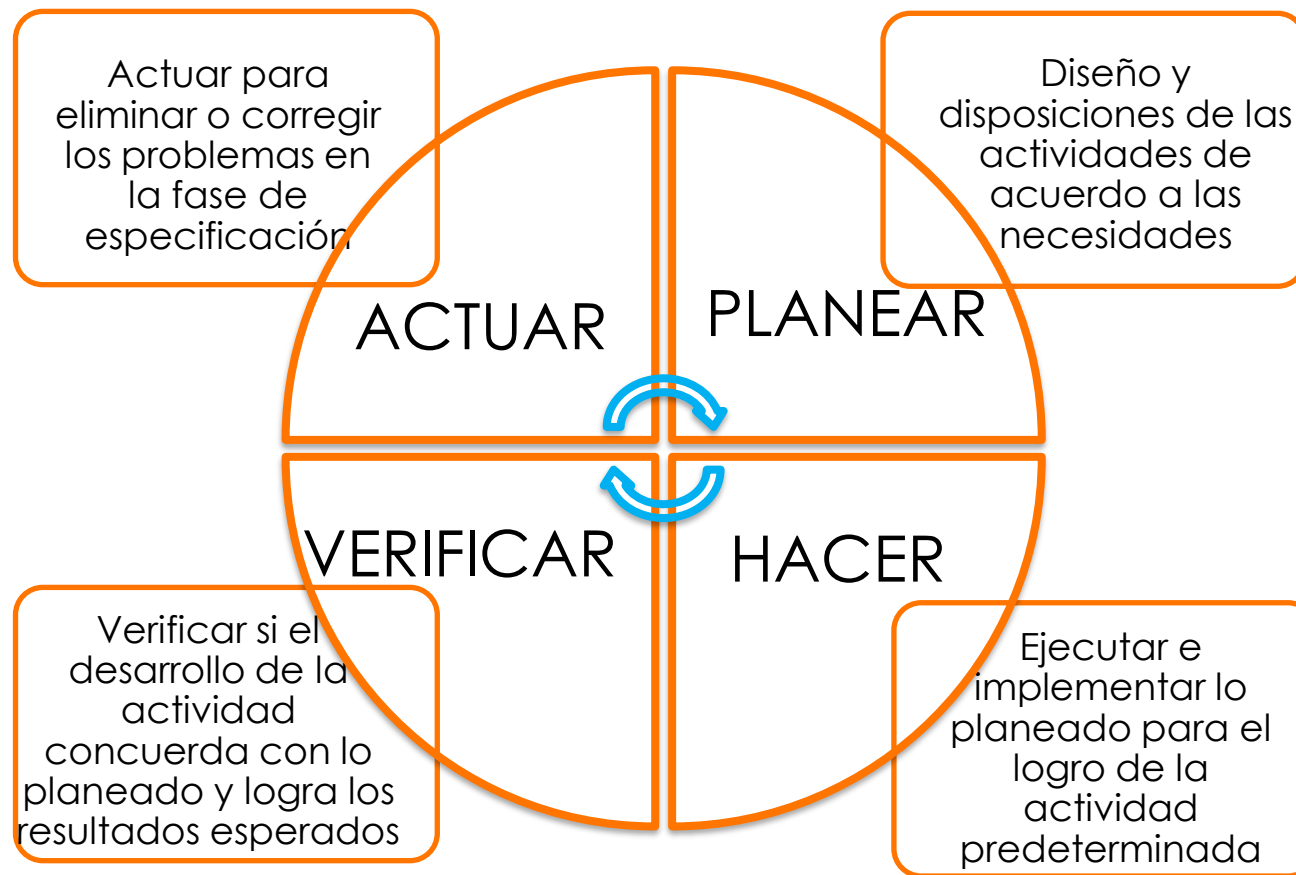 Actuar para
eliminar o corregir
los problemas en
la fase de
especificación
Diseño y
disposiciones de las
actividades de
acuerdo a las
necesidades
ACTUAR
PLANEAR
VERIFICAR
HACER
Verificar si el
desarrollo de la
actividad
concuerda con lo
planeado y logra los
resultados esperados
Ejecutar e
implementar lo
planeado para el
logro de la
actividad
predeterminada